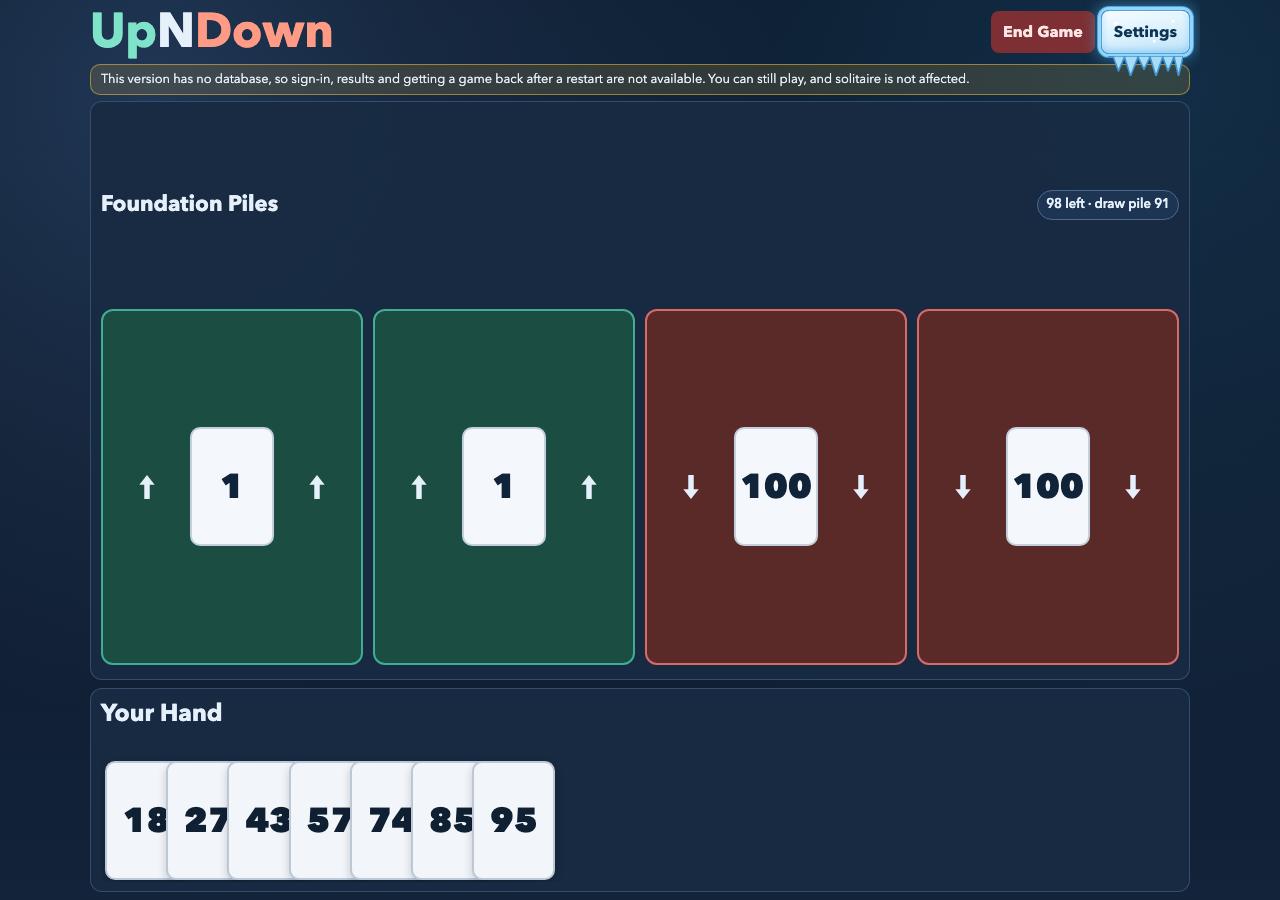 UpNDown
End Game
Settings
This version has no database, so sign-in, results and getting a game back after a restart are not available. You can still play, and solitaire is not affected.
Foundation Piles
98 left · draw pile 91
↑ 1 ↑
↑ 1 ↑
↓ 100 ↓
↓ 100 ↓
Your Hand
18 27 43 57 74 85 95